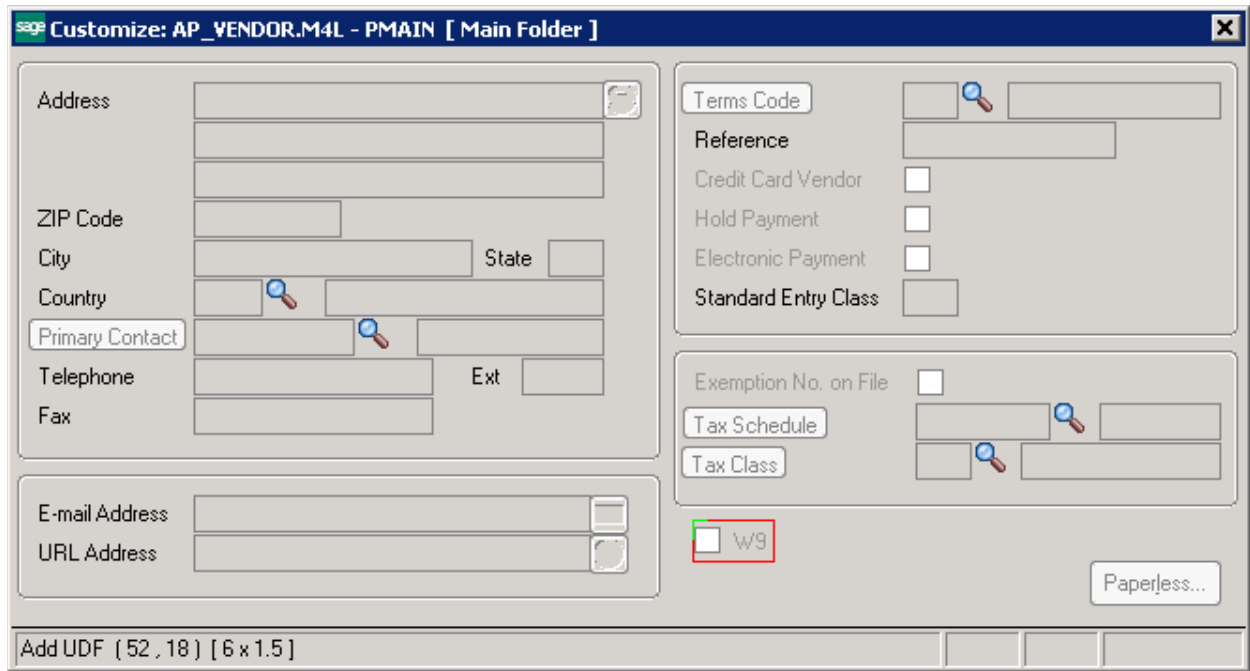 sage Customize: AP_VENDOR.M4L - PMAIN [ Main Folder ]
Address
ZIP Code
City State
Country
Primary Contact
Telephone Ext
Fax
E-mail Address
URL Address
Terms Code
Reference
Credit Card Vendor
Hold Payment
Electronic Payment
Standard Entry Class
Exemption No. on File
Tax Schedule
Tax Class
W9
Paperless...
Add UDF ( 52 , 18 ) [ 6 x 1.5 ]